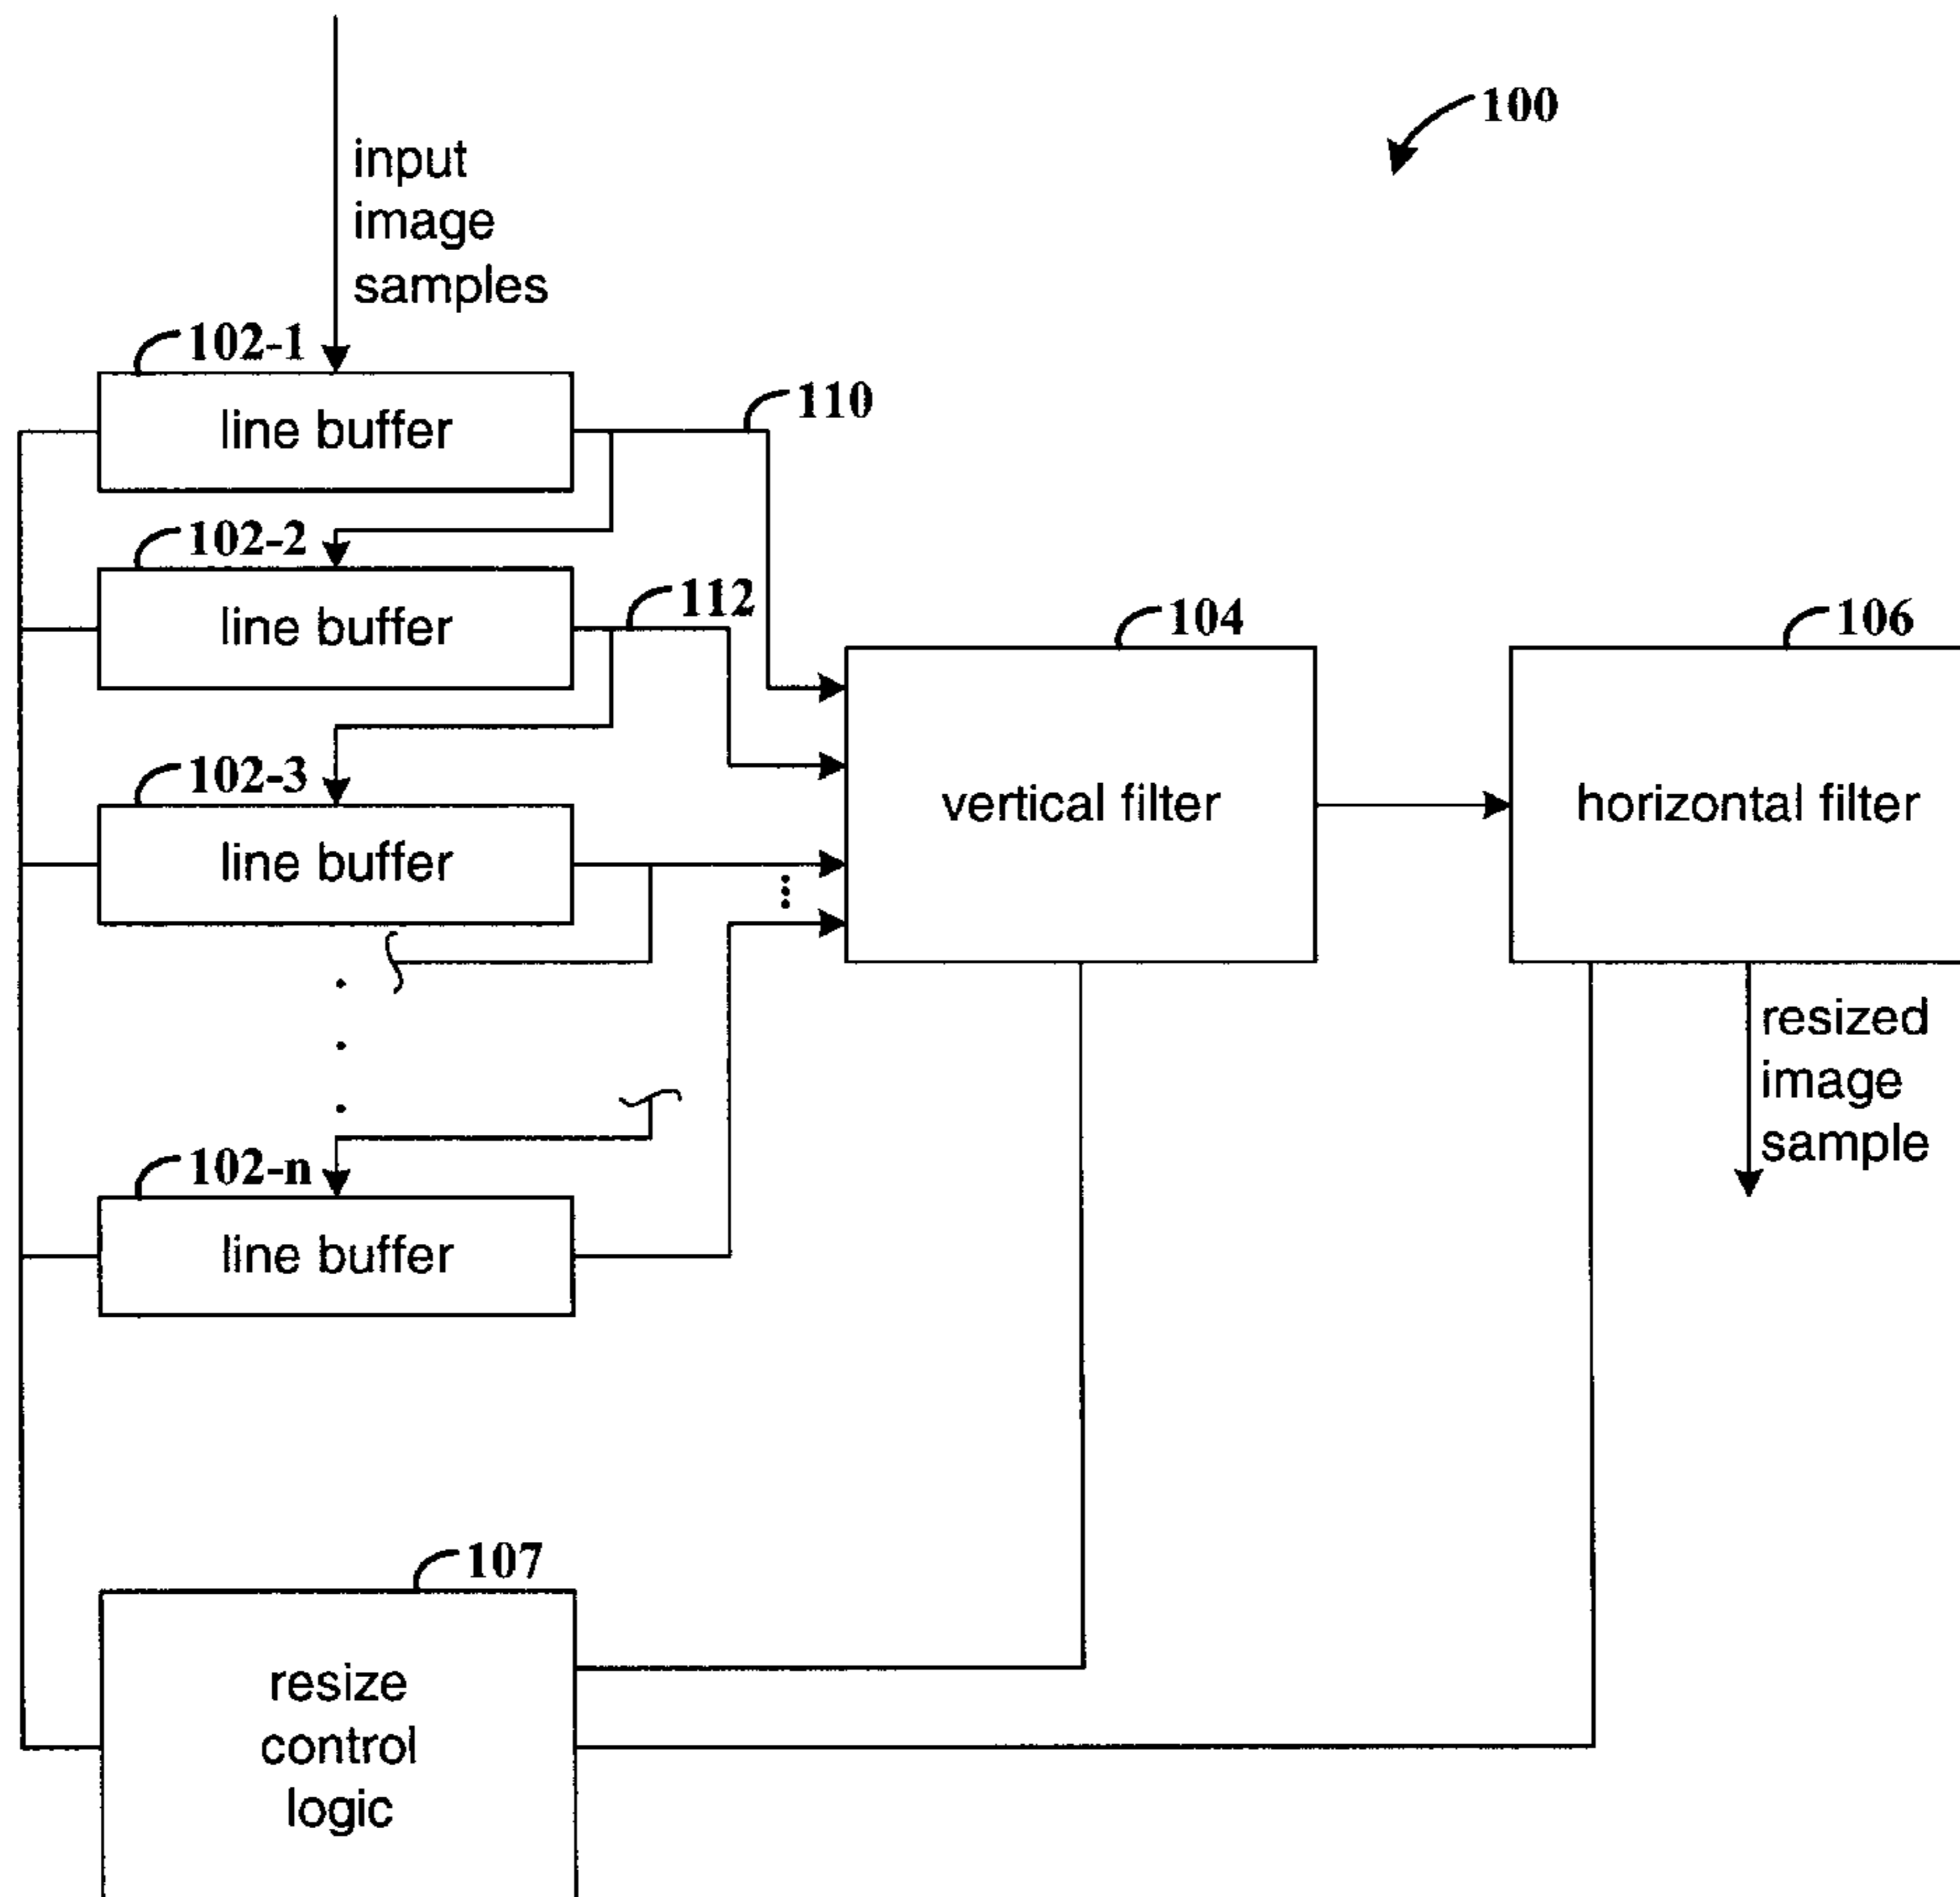 100
input
image
samples
102-1
line buffer
110
102-2
line buffer
112
104
vertical filter
106
horizontal filter
102-3
line buffer
resized
image
sample
102-n
line buffer
107
resize
control
logic